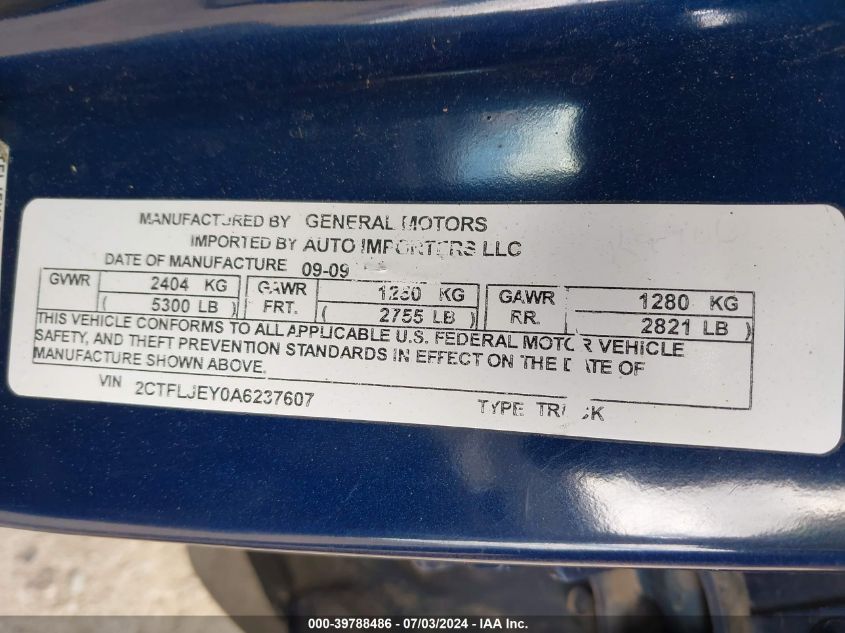 MANUFACTURED BY GENERAL MOTORS
IMPORTED BY AUTO IMPORTERS LLC
DATE OF MANUFACTURE 09-09
GVWR 2404 KG GAWR 1250 KG GAWR 1280 KG
( 5300 LB ) FRT. ( 2755 LB ) RR. 2821 LB )
THIS VEHICLE CONFORMS TO ALL APPLICABLE U.S. FEDERAL MOTOR VEHICLE
SAFETY, AND THEFT PREVENTION STANDARDS IN EFFECT ON THE DATE OF
MANUFACTURE SHOWN ABOVE.
VIN 2CTFLJEY0A6237607 TYPE TRUCK
000-39788486 - 07/03/2024 - IAA Inc.